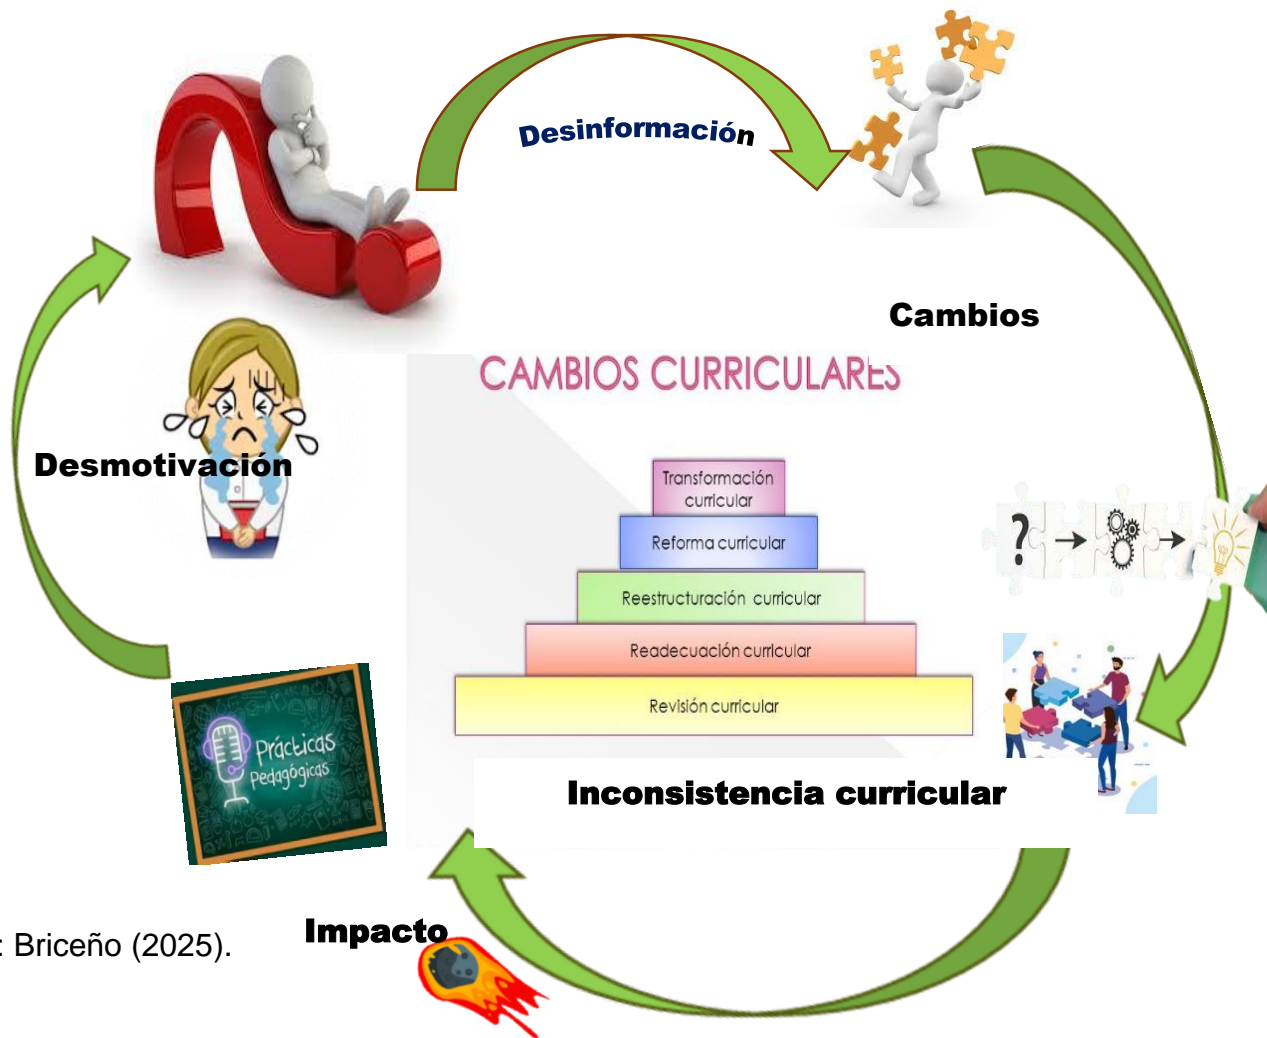 Desinformación
Cambios
CAMBIOS CURRICULARES
Desmotivación
Transformación
curricular
Reforma curricular
Reestructuración curricular
Readecuación curricular
Revisión curricular
?
Prácticas
Pedagógicas
Inconsistencia curricular
Impacto
: Briceño (2025).